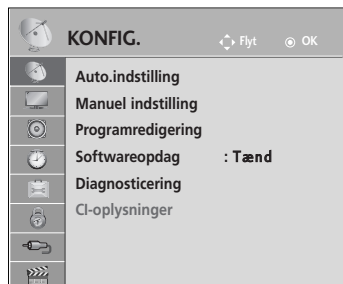 KONFIG. Flyt OK
Auto.indstilling
Manuel indstilling
Programredigering
Softwareopdag : Tænd
Diagnosticering
CI-oplysninger